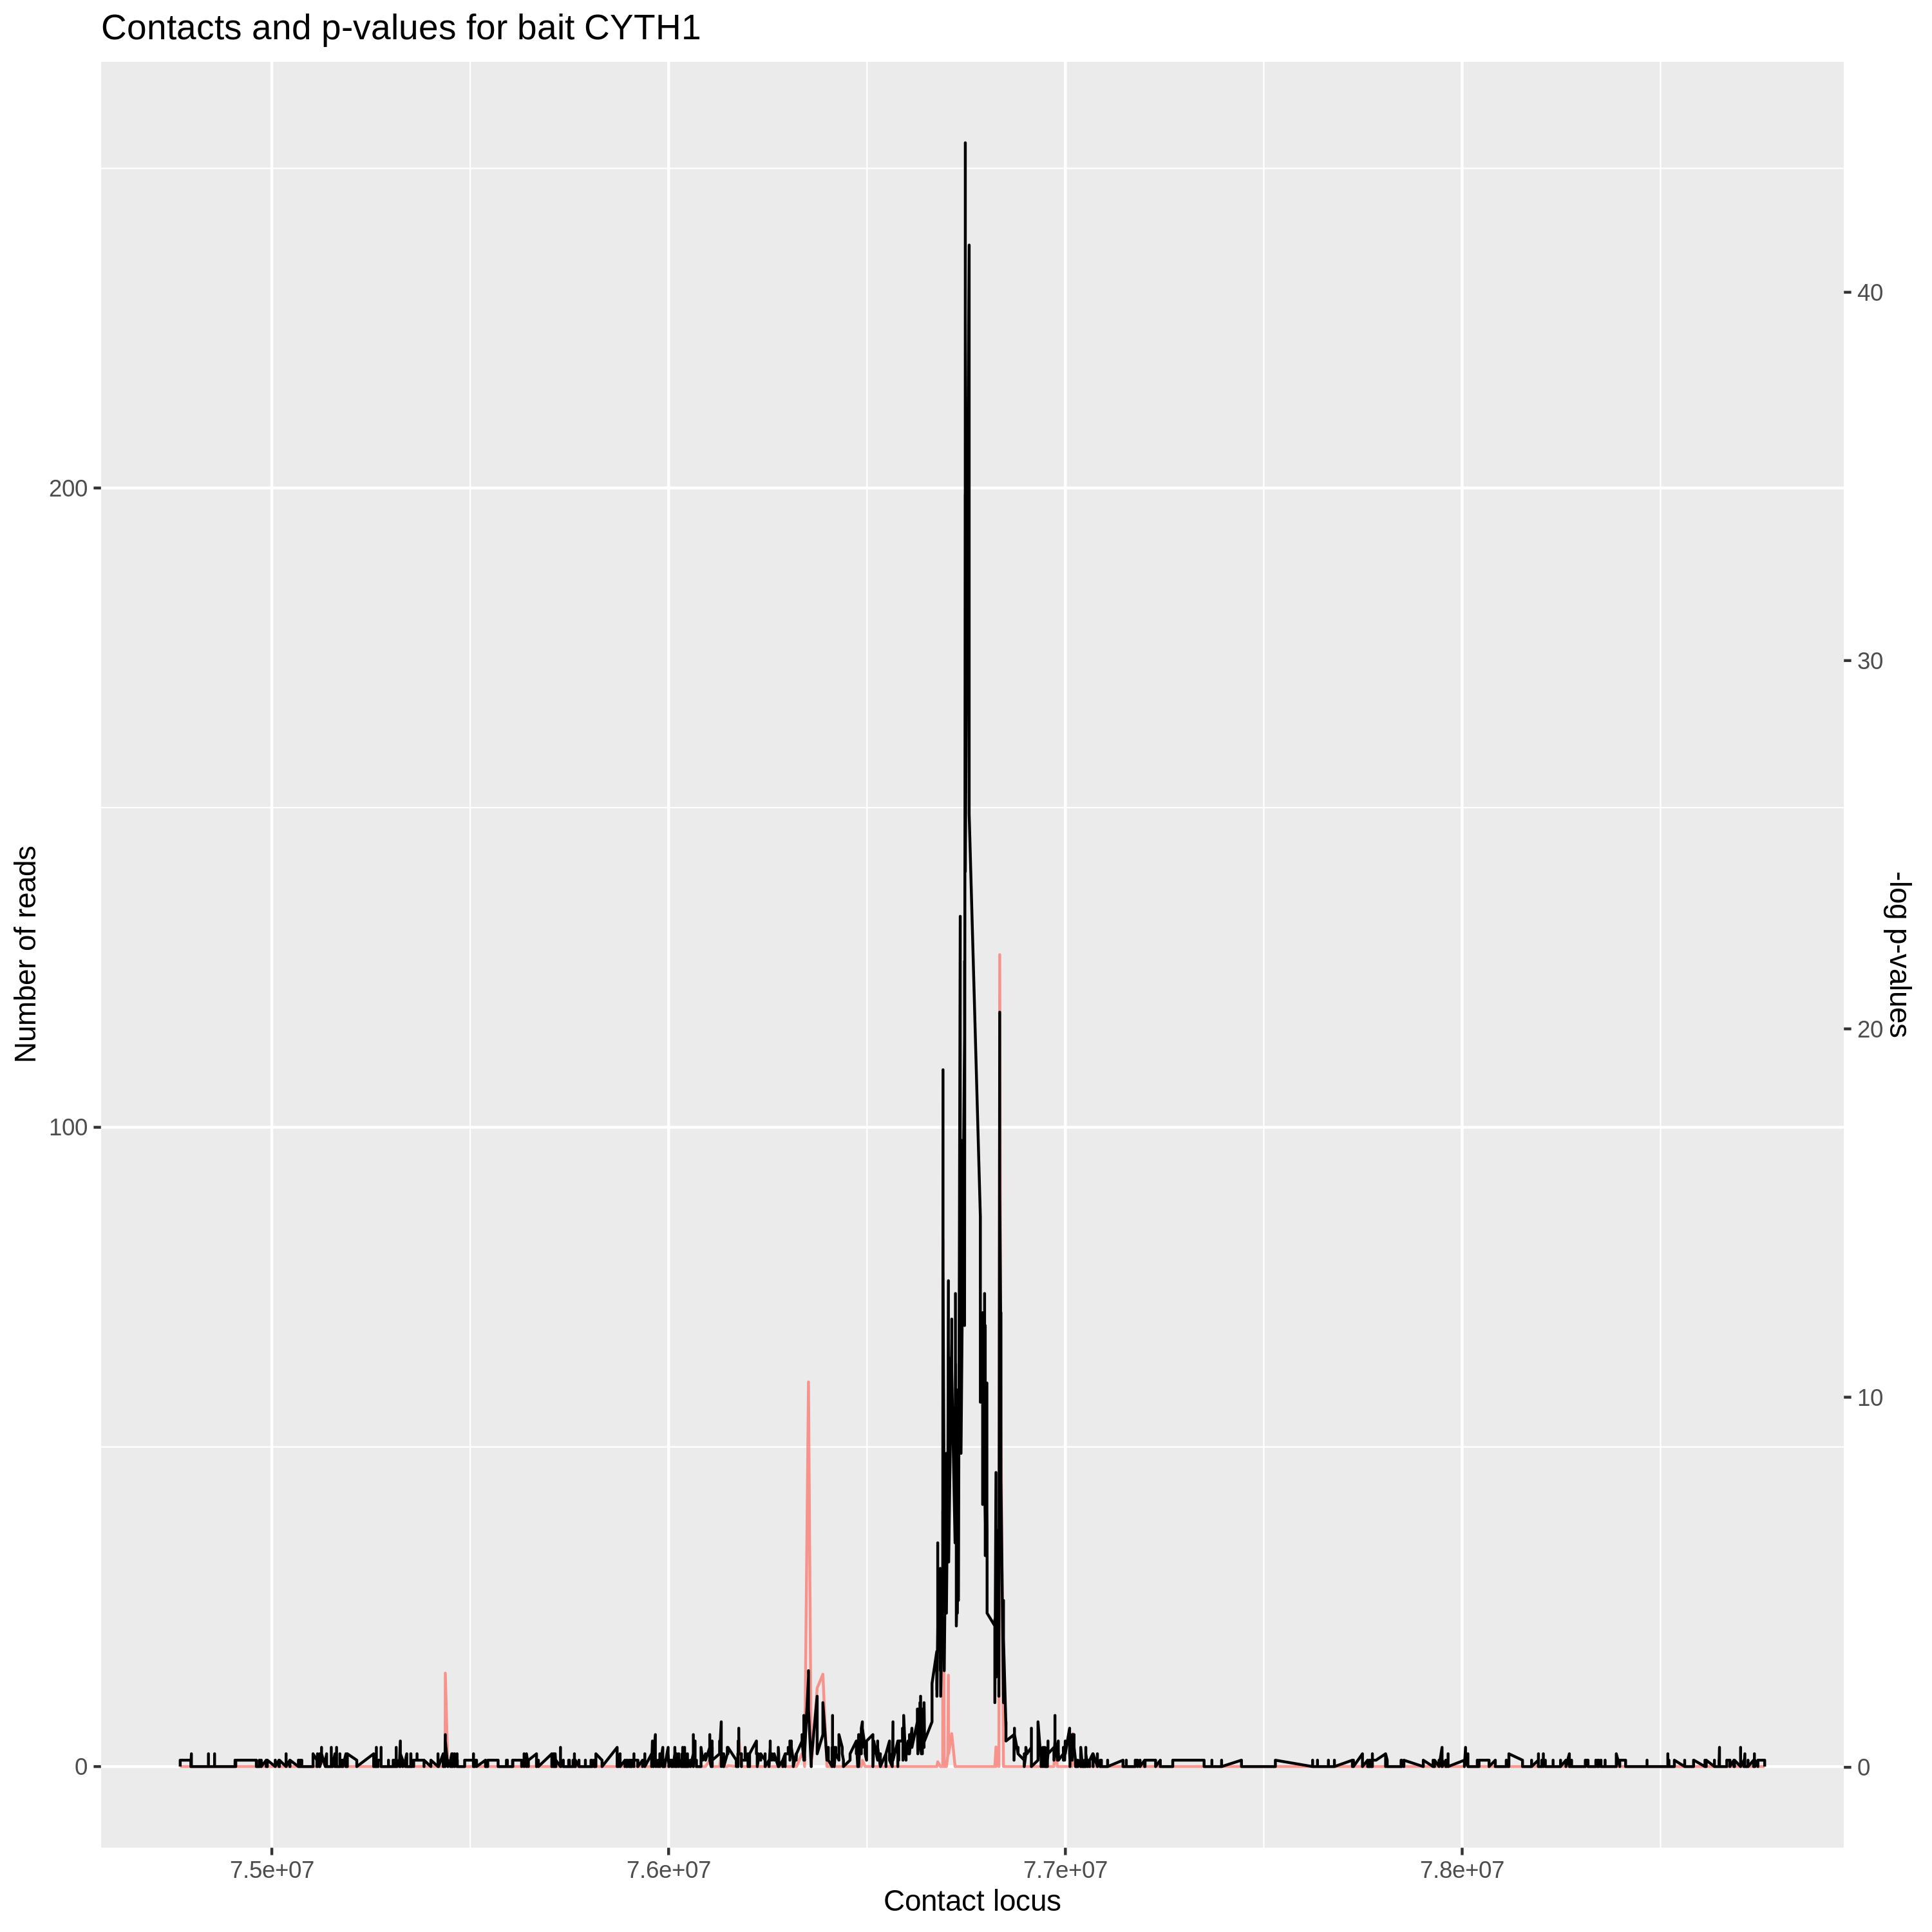 Contacts and p-values for bait CYTH1
Number of reads
200
100
0
40
30
20
10
0
-log p-values
7.5e+07
7.6e+07
7.7e+07
7.8e+07
Contact locus